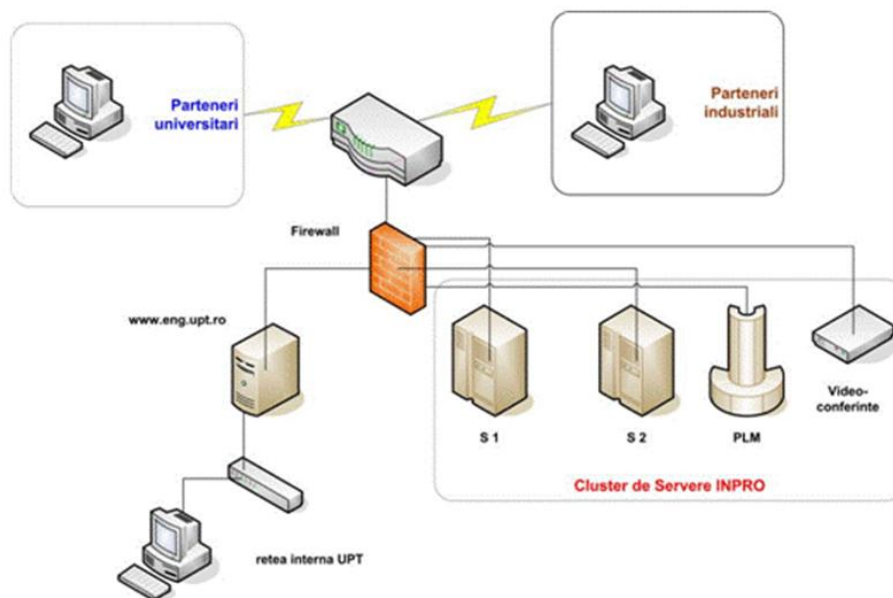 Parteneri
universitari
Parteneri
industriali
Firewall
www.eng.upt.ro
S 1
S 2
PLM
Video-
conferinte
Cluster de Servere INPRO
retea interna UPT